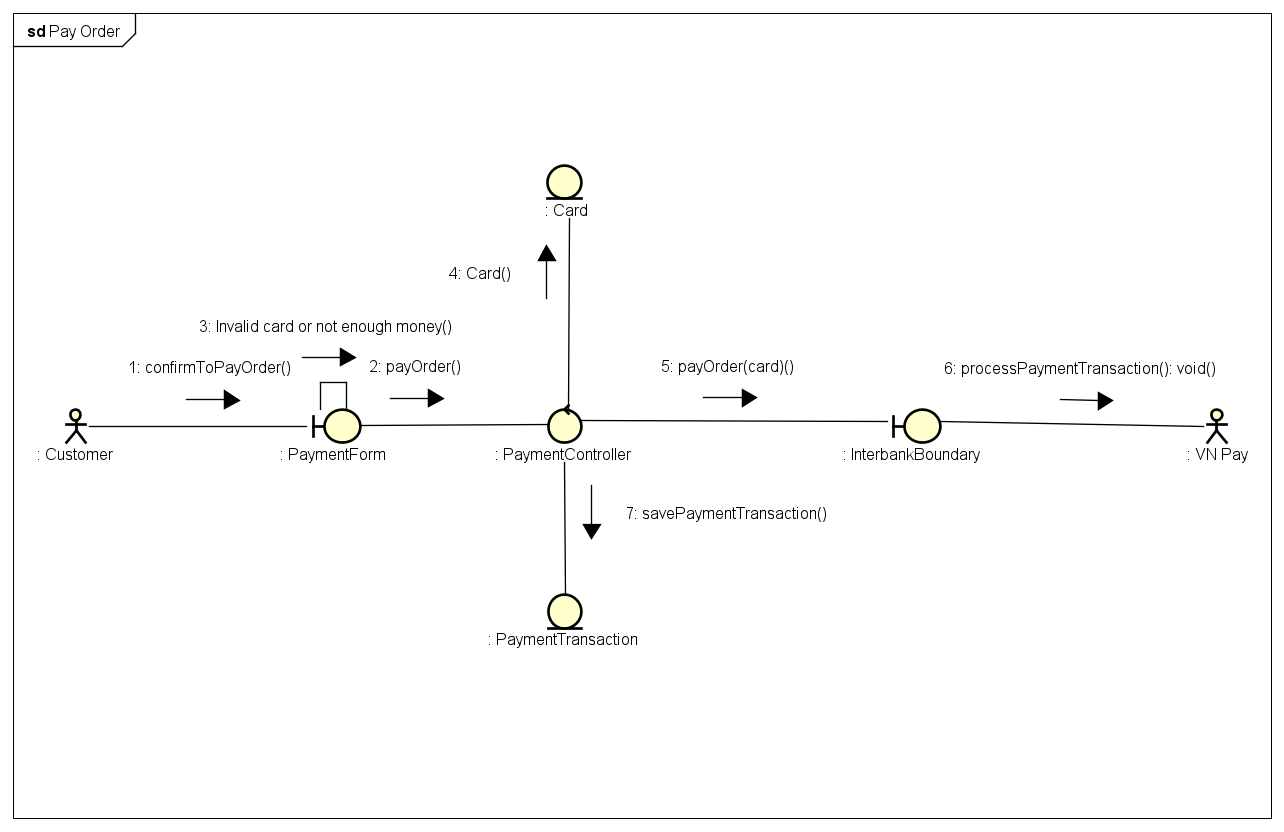 sd Pay Order
: Card
4: Card()
3: Invalid card or not enough money()
1: confirmToPayOrder()
2: payOrder()
5: payOrder(card)()
6: processPaymentTransaction(): void()
: Customer
: PaymentForm
: PaymentController
: InterbankBoundary
: VN Pay
7: savePaymentTransaction()
: PaymentTransaction